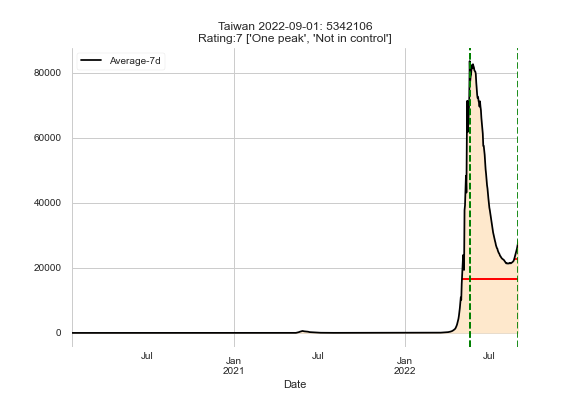 Taiwan 2022-09-01: 5342106
Rating:7 ['One peak', 'Not in control']
Average-7d
80000
60000
40000
20000
0
Jul
Jan
2021
Jul
Jan
2022
Jul
Date